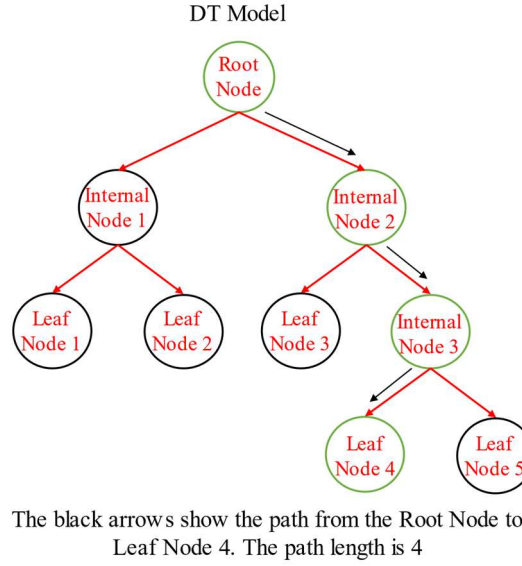 DT Model
Root
Node
Internal
Node 1
Internal
Node 2
Leaf
Node 1
Leaf
Node 2
Leaf
Node 3
Internal
Node 3
Leaf
Node 4
Leaf
Node 5
The black arrows show the path from the Root Node to
Leaf Node 4. The path length is 4